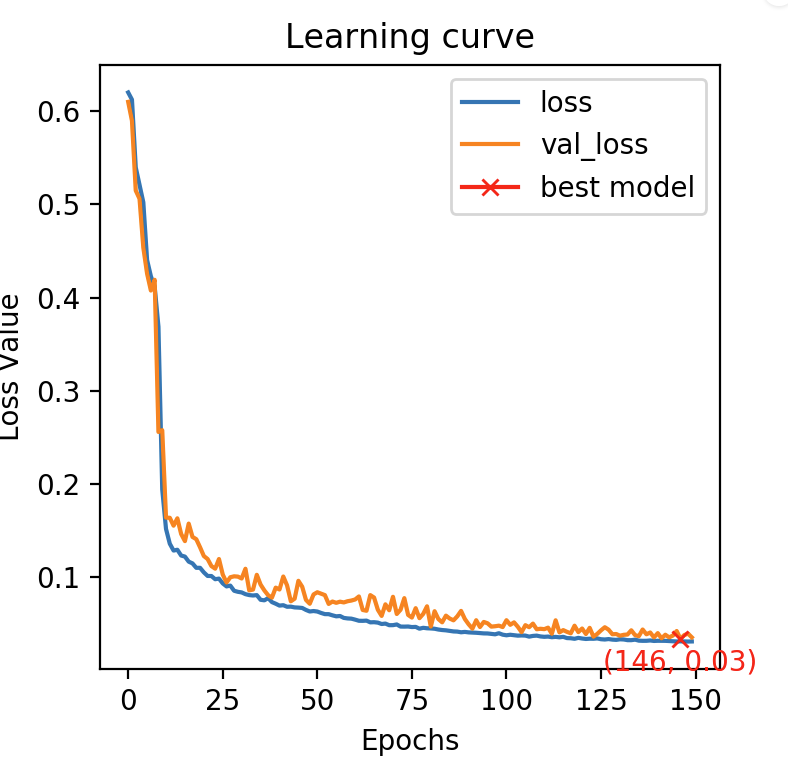 Learning curve
loss
val_loss
best model
0.6
0.5
0.4
0.3
0.2
0.1
Loss Value
(146, 0.03)
0 25 50 75 100 125 150
Epochs